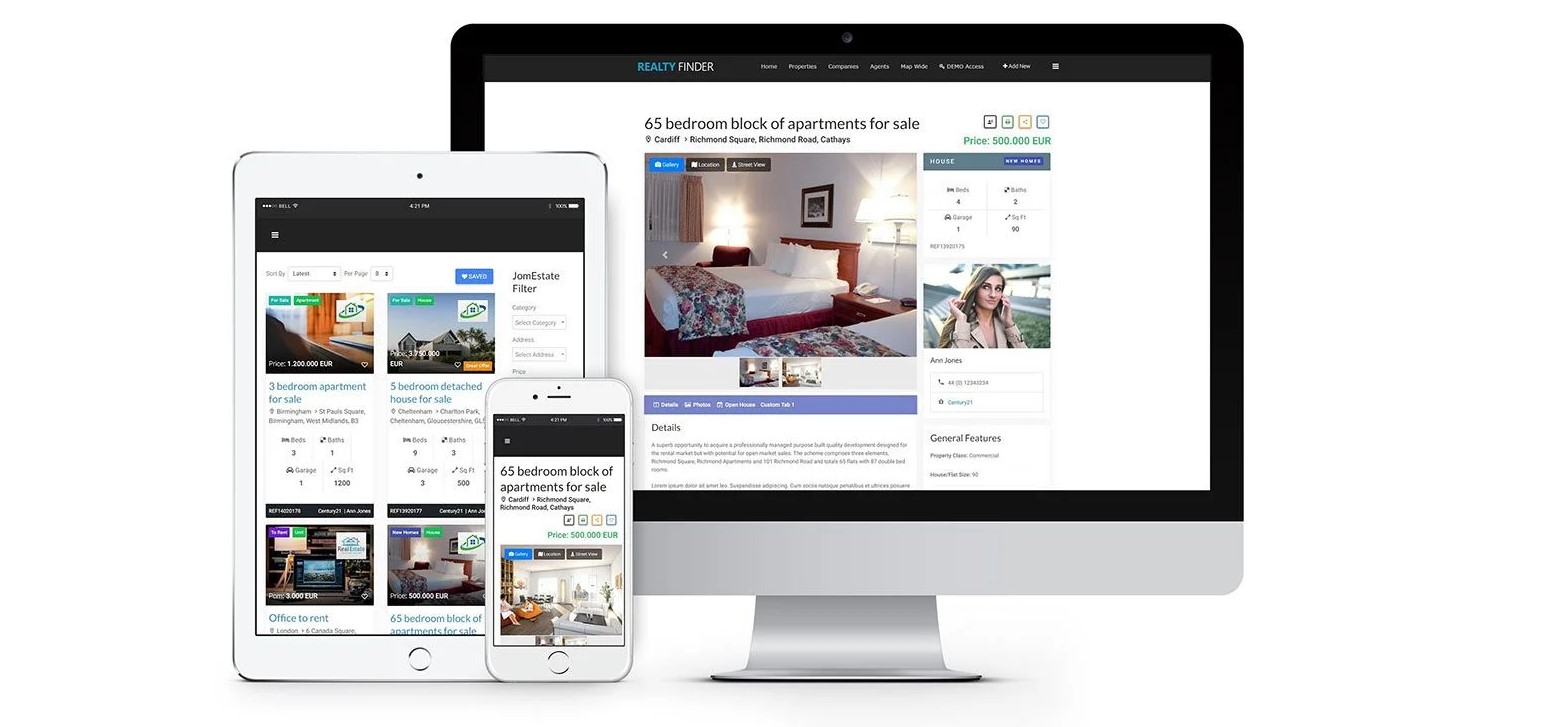 REALTY FINDER
Home Properties Companies Agents Map Wide DEMO Access Add New
65 bedroom block of apartments for sale
Cardiff > Richmond Square, Richmond Road, Cathays
Price: 500.000 EUR
Gallery Location Street View
HOUSE NEW HOMES
Beds Baths
4 2
Garage Sq Ft
1 90
REF13920175
Ann Jones
44 (0) 12343234
Century21
Details Photos Open House Custom Tab 1
Details
A superb opportunity to acquire a professionally managed purpose built quality development designed for
the rental market but with potential for open market sales. The acheme comprises three elements,
Richmond Square, Richmond Apartments and 101 Richmond Road and totals 65 flats with 87 double bed
rooms.
Lorem ipsum dolor sit amet leo. Suspendisse adipiscing. Cum sociis natoque penatibus et ultrices posuere
General Features
Property Class: Commercial
House/Flat Size: 90
BELL 4:21 PM 100%
Sort By Latest Per Page 8 SAVED
JomEstate
Filter
Category
Select Category
Address
Select Address
Price
For Sale Apartment
Price: 1.200.000 EUR
3 bedroom apartment
for sale
Birmingham > St Pauls Square,
Birmingham, West Midlands, B3
Beds Baths
3 1
Garage Sq Ft
1 1200
REF14020178 Century21 | Ann Jones
For Sale House
Price: 3.750.000
EUR
Great Offer
5 bedroom detached
house for sale
Cheltenham > Charlton Park,
Cheltenham, Gloucestershire, GL5
Beds Baths
9 3
Garage Sq Ft
3 500
REF13920177 Century21 | Ann Jones
To Rent Unit
RealEstate
Pcm: 3.000 EUR
Office to rent
London > 6 Canada Square,
New Homes House
Price: 500.000 EUR
65 bedroom block of
apartments for sale
BELL 4:21 PM 100%
65 bedroom block of
apartments for sale
Cardiff > Richmond Square,
Richmond Road, Cathays
Price: 500.000 EUR
Gallery Location Street View